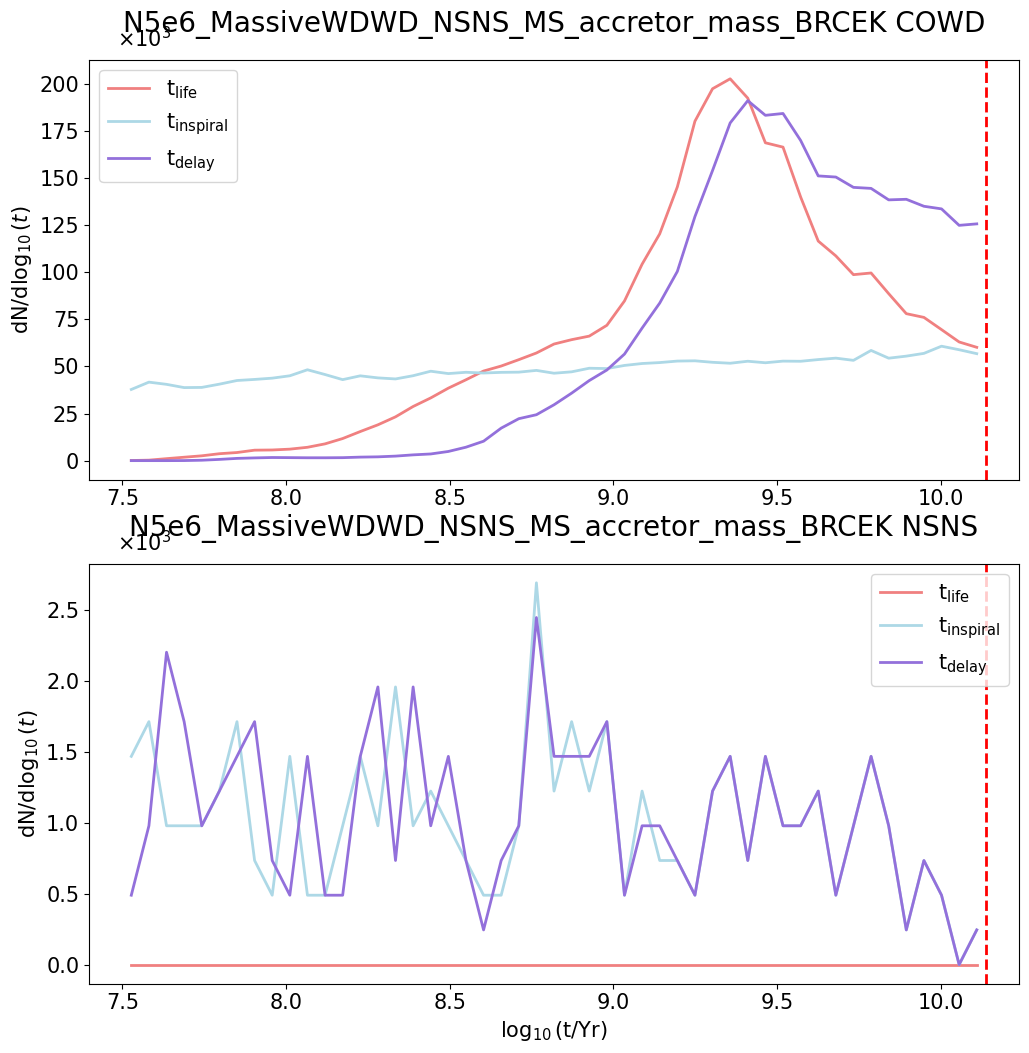 N5e6_MassiveWDWD_NSNS_MS_accretor_mass_BRCEK COWD
×10³
t_life
t_inspiral
t_delay
200
175
150
125
100
75
50
25
0
dN/dlog₁₀(t)
7.5 8.0 8.5 9.0 9.5 10.0
N5e6_MassiveWDWD_NSNS_MS_accretor_mass_BRCEK NSNS
×10³
t_life
t_inspiral
t_delay
2.5
2.0
1.5
1.0
0.5
0.0
dN/dlog₁₀(t)
7.5 8.0 8.5 9.0 9.5 10.0
log₁₀(t/Yr)